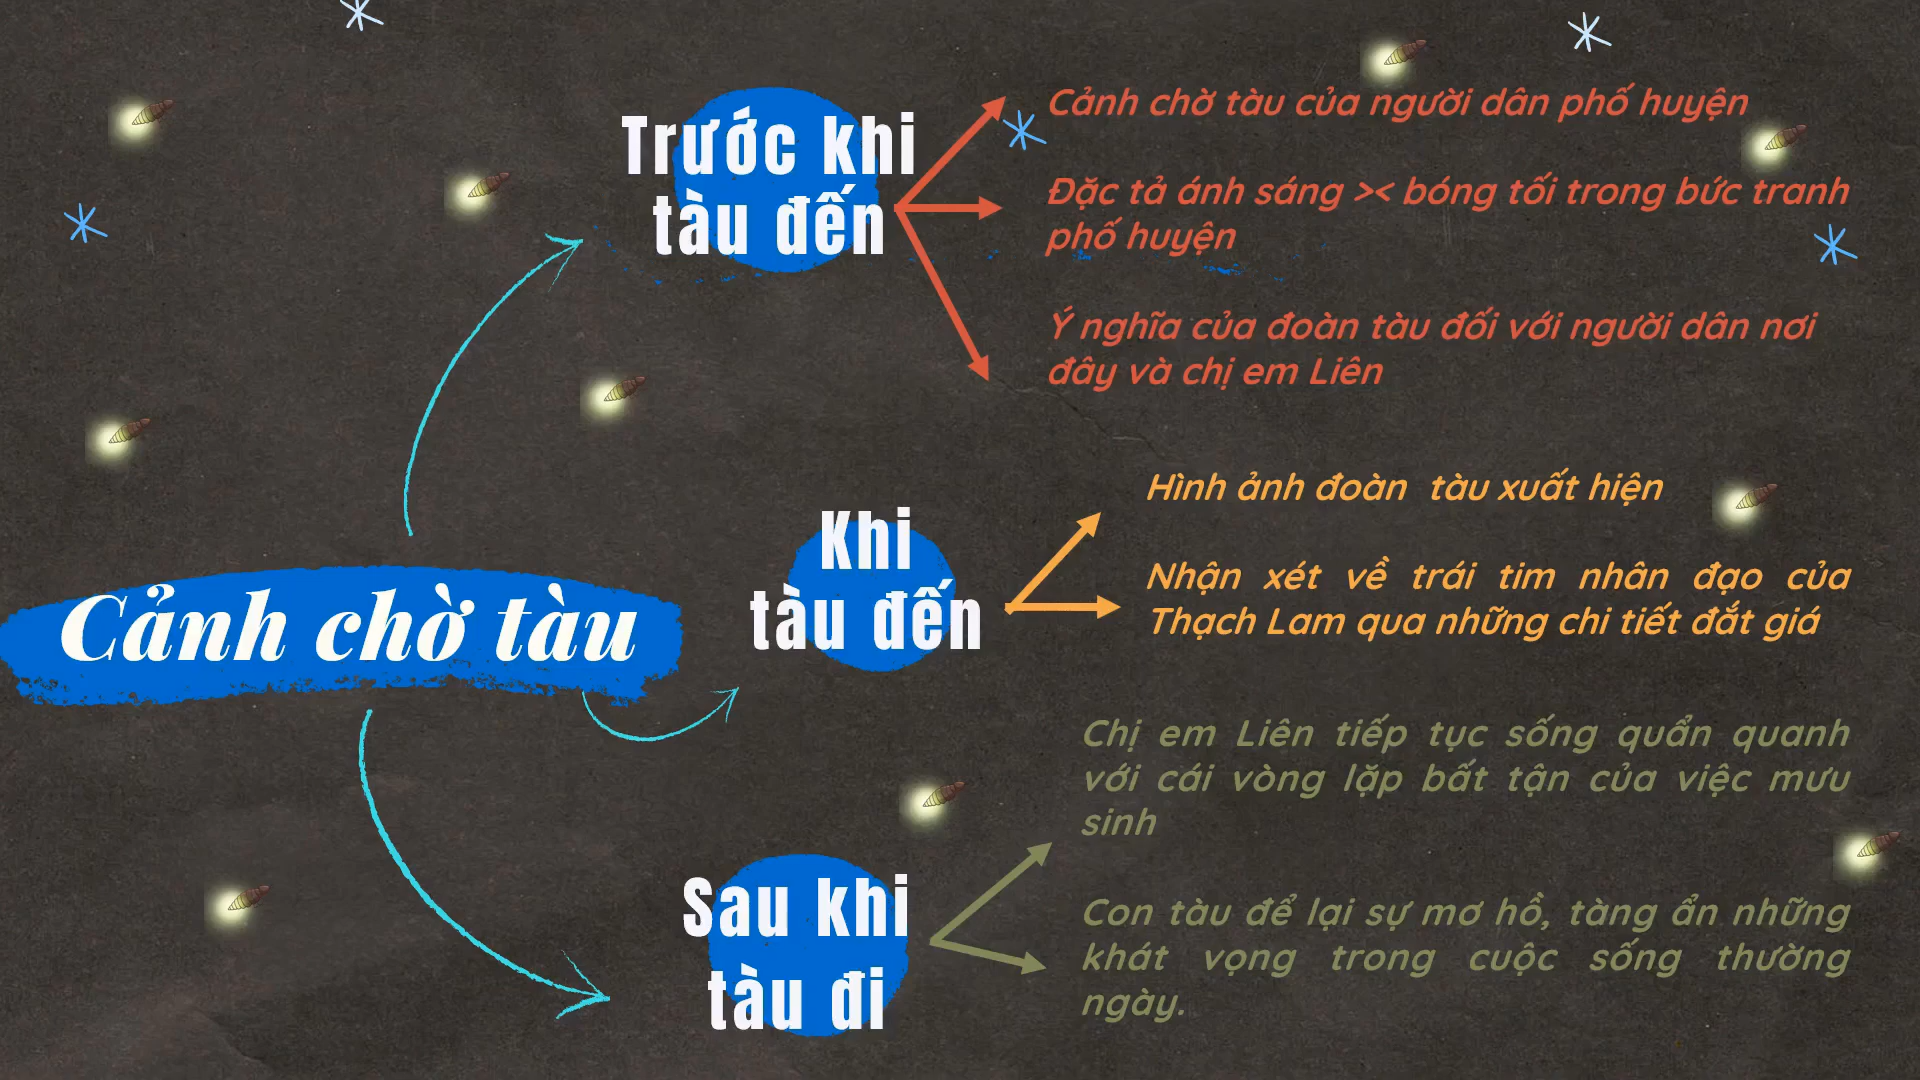 Cảnh chờ tàu
Trước khi
tàu đến
Cảnh chờ tàu của người dân phố huyện
Đặc tả ánh sáng >< bóng tối trong bức tranh
phố huyện
Ý nghĩa của đoàn tàu đối với người dân nơi
đây và chị em Liên
Khi
tàu đến
Hình ảnh đoàn tàu xuất hiện
Nhận xét về trái tim nhân đạo của
Thạch Lam qua những chi tiết đắt giá
Sau khi
tàu đi
Chị em Liên tiếp tục sống quẩn quanh
với cái vòng lặp bất tận của việc mưu
sinh
Con tàu để lại sự mơ hồ, tàng ẩn những
khát vọng trong cuộc sống thường
ngày.